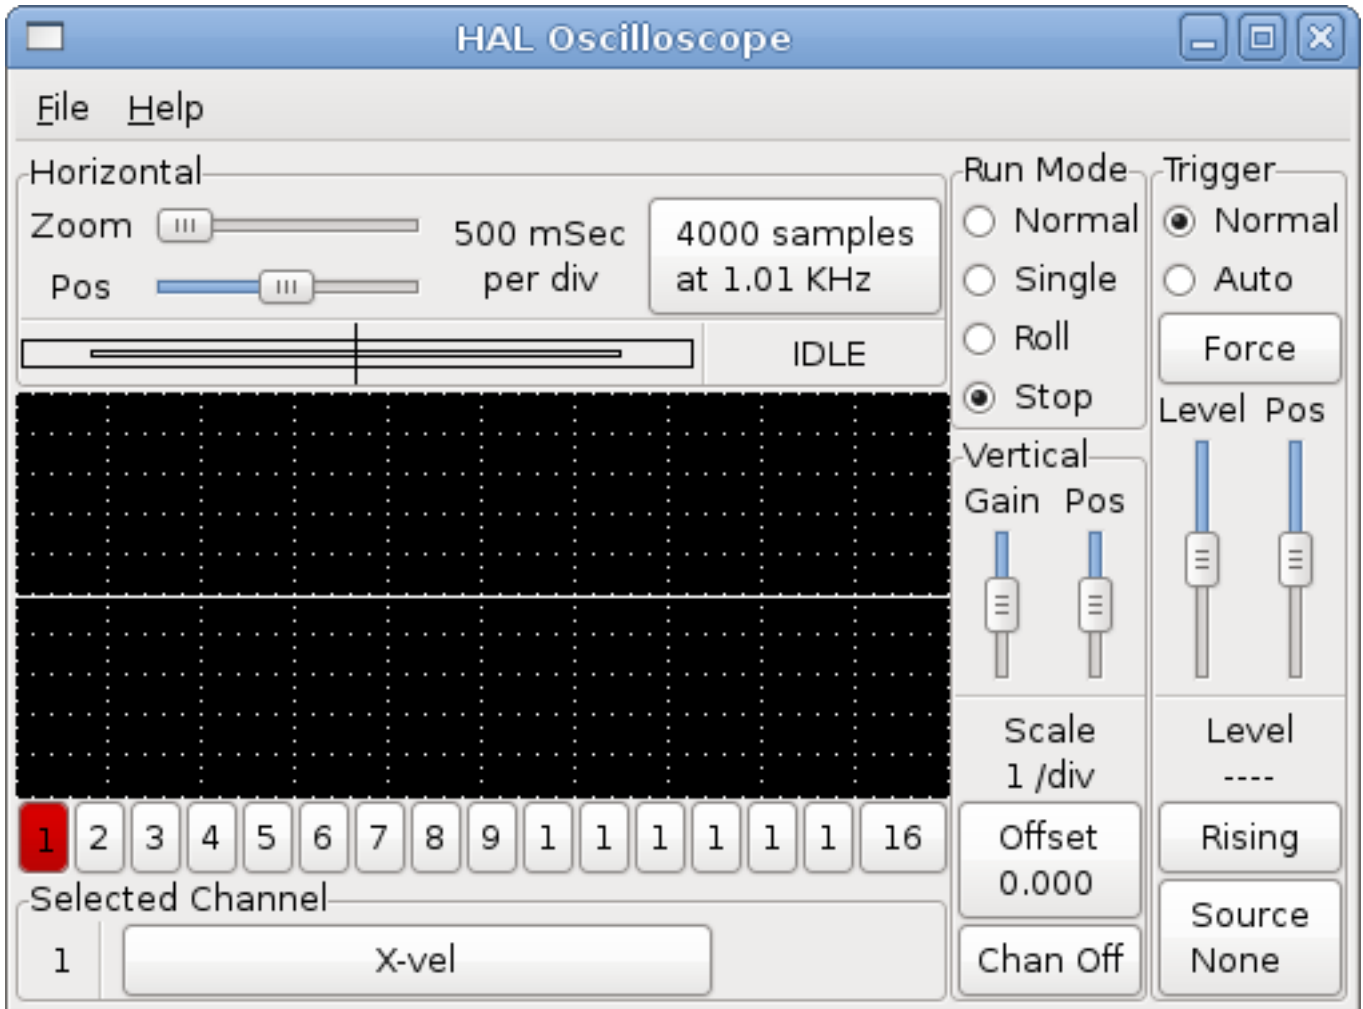 HAL Oscilloscope
File Help
Horizontal
Zoom
Pos
500 mSec
per div
4000 samples
at 1.01 KHz
IDLE
Run Mode
Normal
Single
Roll
Stop
Trigger
Normal
Auto
Force
Level Pos
Vertical
Gain Pos
Scale
1 /div
Offset
0.000
Chan Off
Level
----
Rising
Source
None
1 2 3 4 5 6 7 8 9 1 1 1 1 1 1 16
Selected Channel
1 X-vel